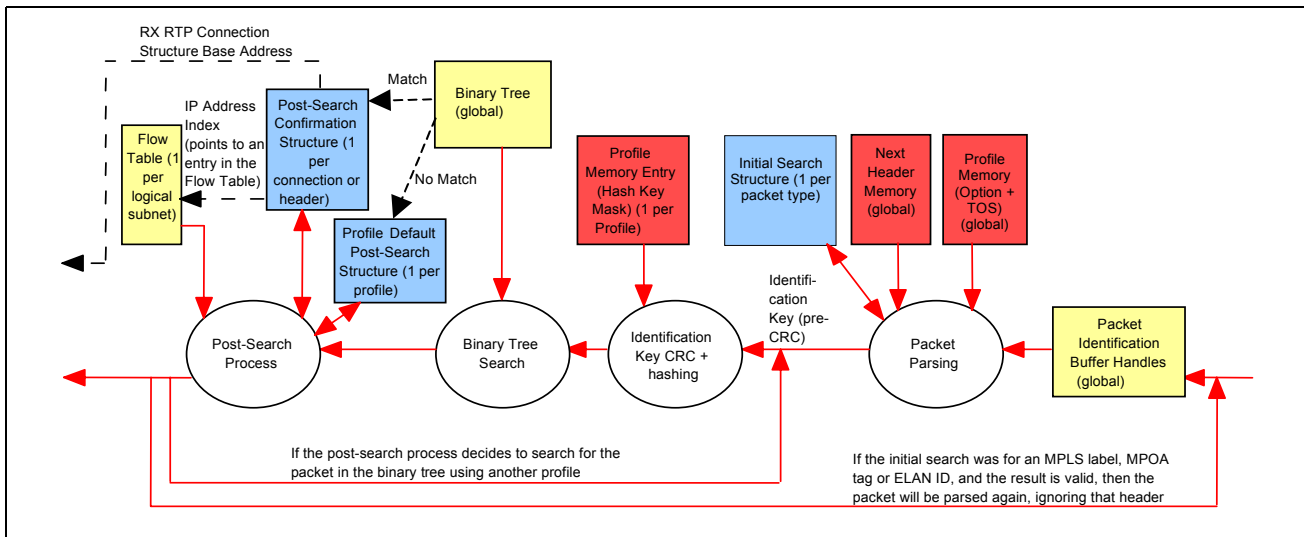 RX RTP Connection
Structure Base Address
Match
Binary Tree
(global)
IP Address
Index
(points to an
entry in the
Flow Table)
Post-Search
Confirmation
Structure (1
per
connection or
header)
Flow
Table (1
per
logical
subnet)
No Match
Profile Default
Post-Search
Structure (1 per
profile)
Profile
Memory Entry
(Hash Key
Mask) (1 per
Profile)
Initial Search
Structure (1 per
packet type)
Next
Header
Memory
(global)
Profile
Memory
(Option +
TOS)
(global)
Identifi-
cation
Key (pre-
CRC)
Post-Search
Process
Binary Tree
Search
Identification
Key CRC +
hashing
Packet
Parsing
Packet
Identification
Buffer Handles
(global)
If the post-search process decides to search for the
packet in the binary tree using another profile
If the initial search was for an MPLS label, MPOA
tag or ELAN ID, and the result is valid, then the
packet will be parsed again, ignoring that header